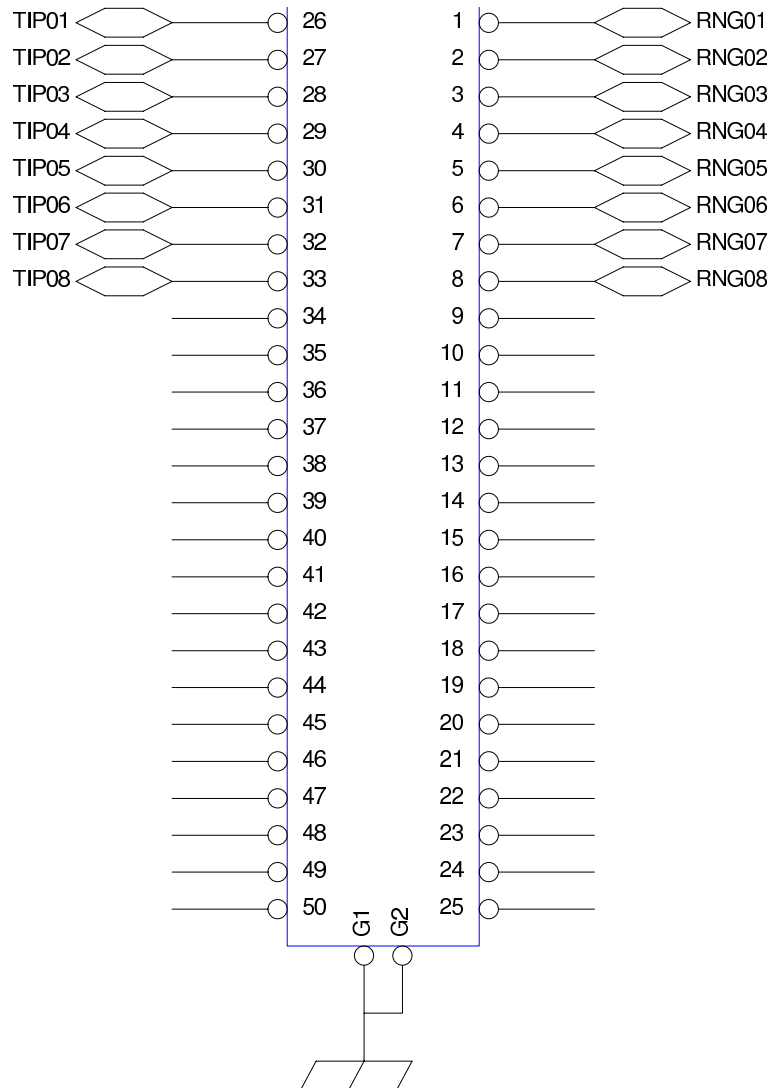 TIP01 26 1 RNG01
TIP02 27 2 RNG02
TIP03 28 3 RNG03
TIP04 29 4 RNG04
TIP05 30 5 RNG05
TIP06 31 6 RNG06
TIP07 32 7 RNG07
TIP08 33 8 RNG08
34 9
35 10
36 11
37 12
38 13
39 14
40 15
41 16
42 17
43 18
44 19
45 20
46 21
47 22
48 23
49 24
50 25
G1 G2